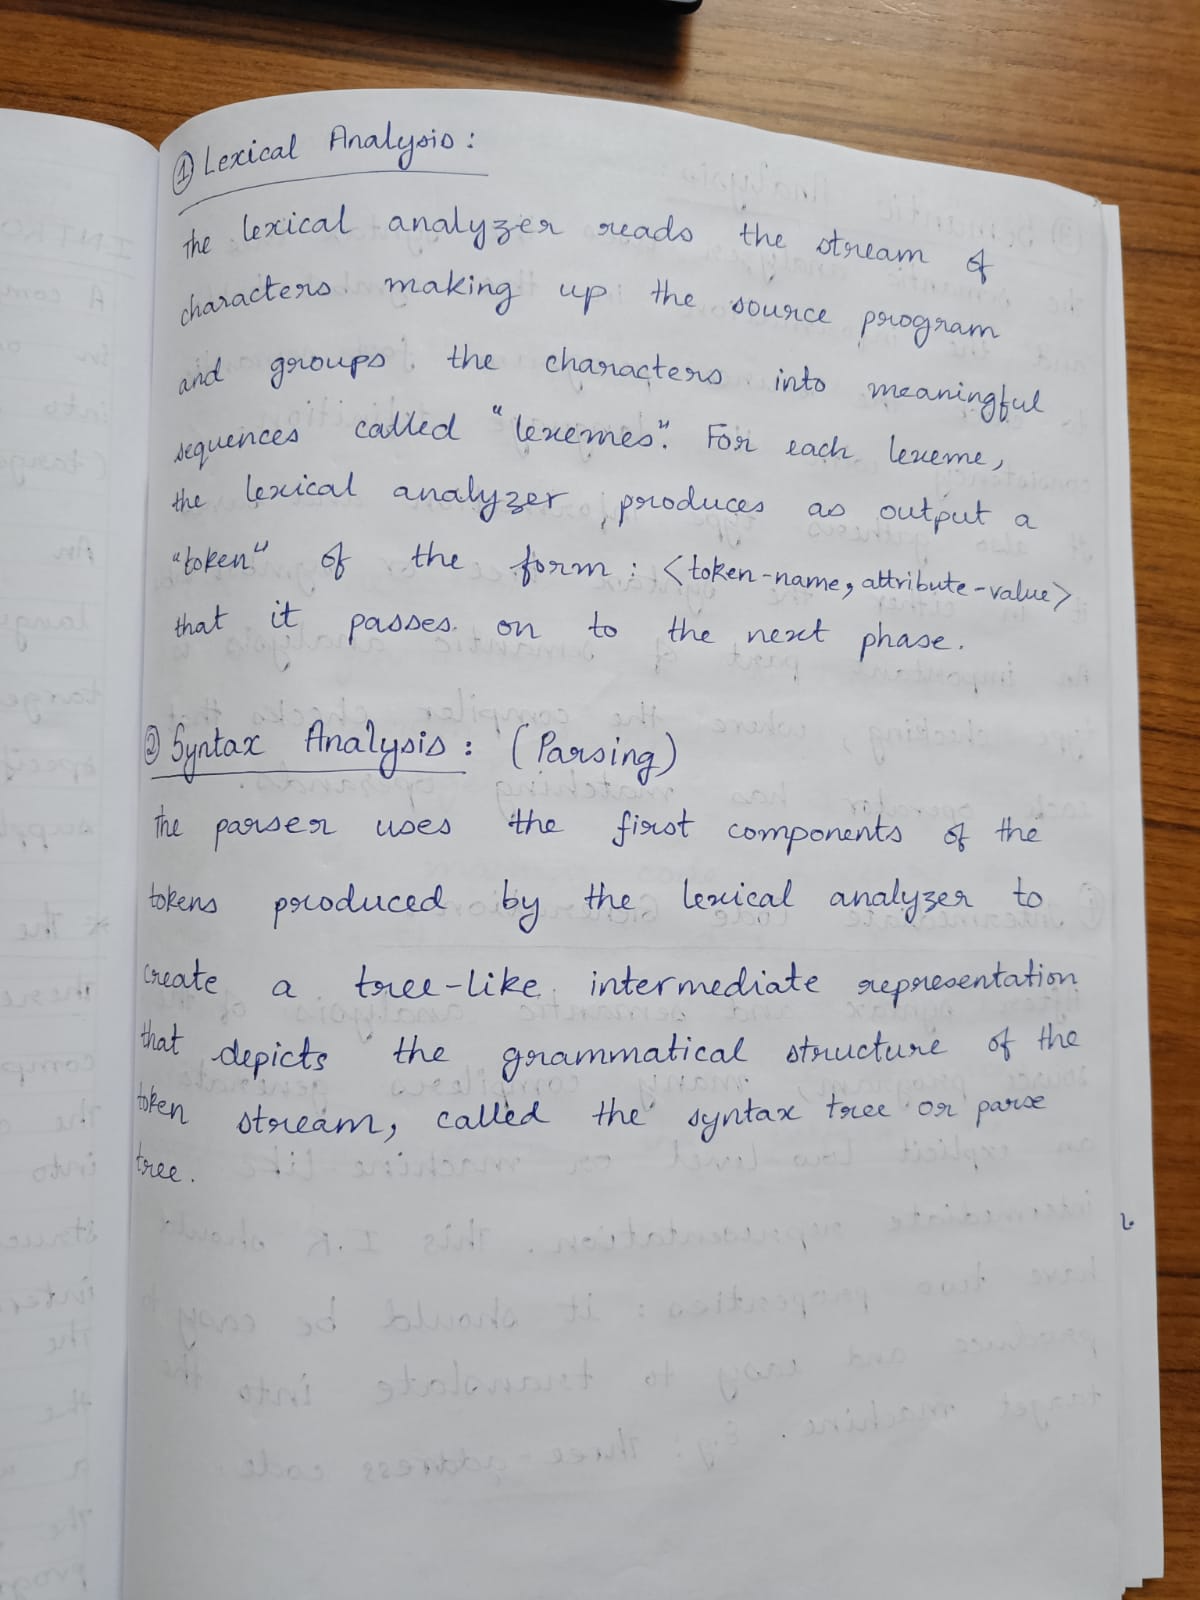 ① Lexical Analysis:
The lexical analyzer reads the stream of
characters making up the source program
and groups the characters into meaningful
sequences called "lexemes". For each lexeme,
the lexical analyzer produces as output a
"token" of the form: <token-name, attribute-value>
that it passes on to the next phase.
② Syntax Analysis: (Parsing)
The parser uses the first components of the
tokens produced by the lexical analyzer to
create a tree-like intermediate representation
that depicts the grammatical structure of the
token stream, called the syntax tree or parse
tree.